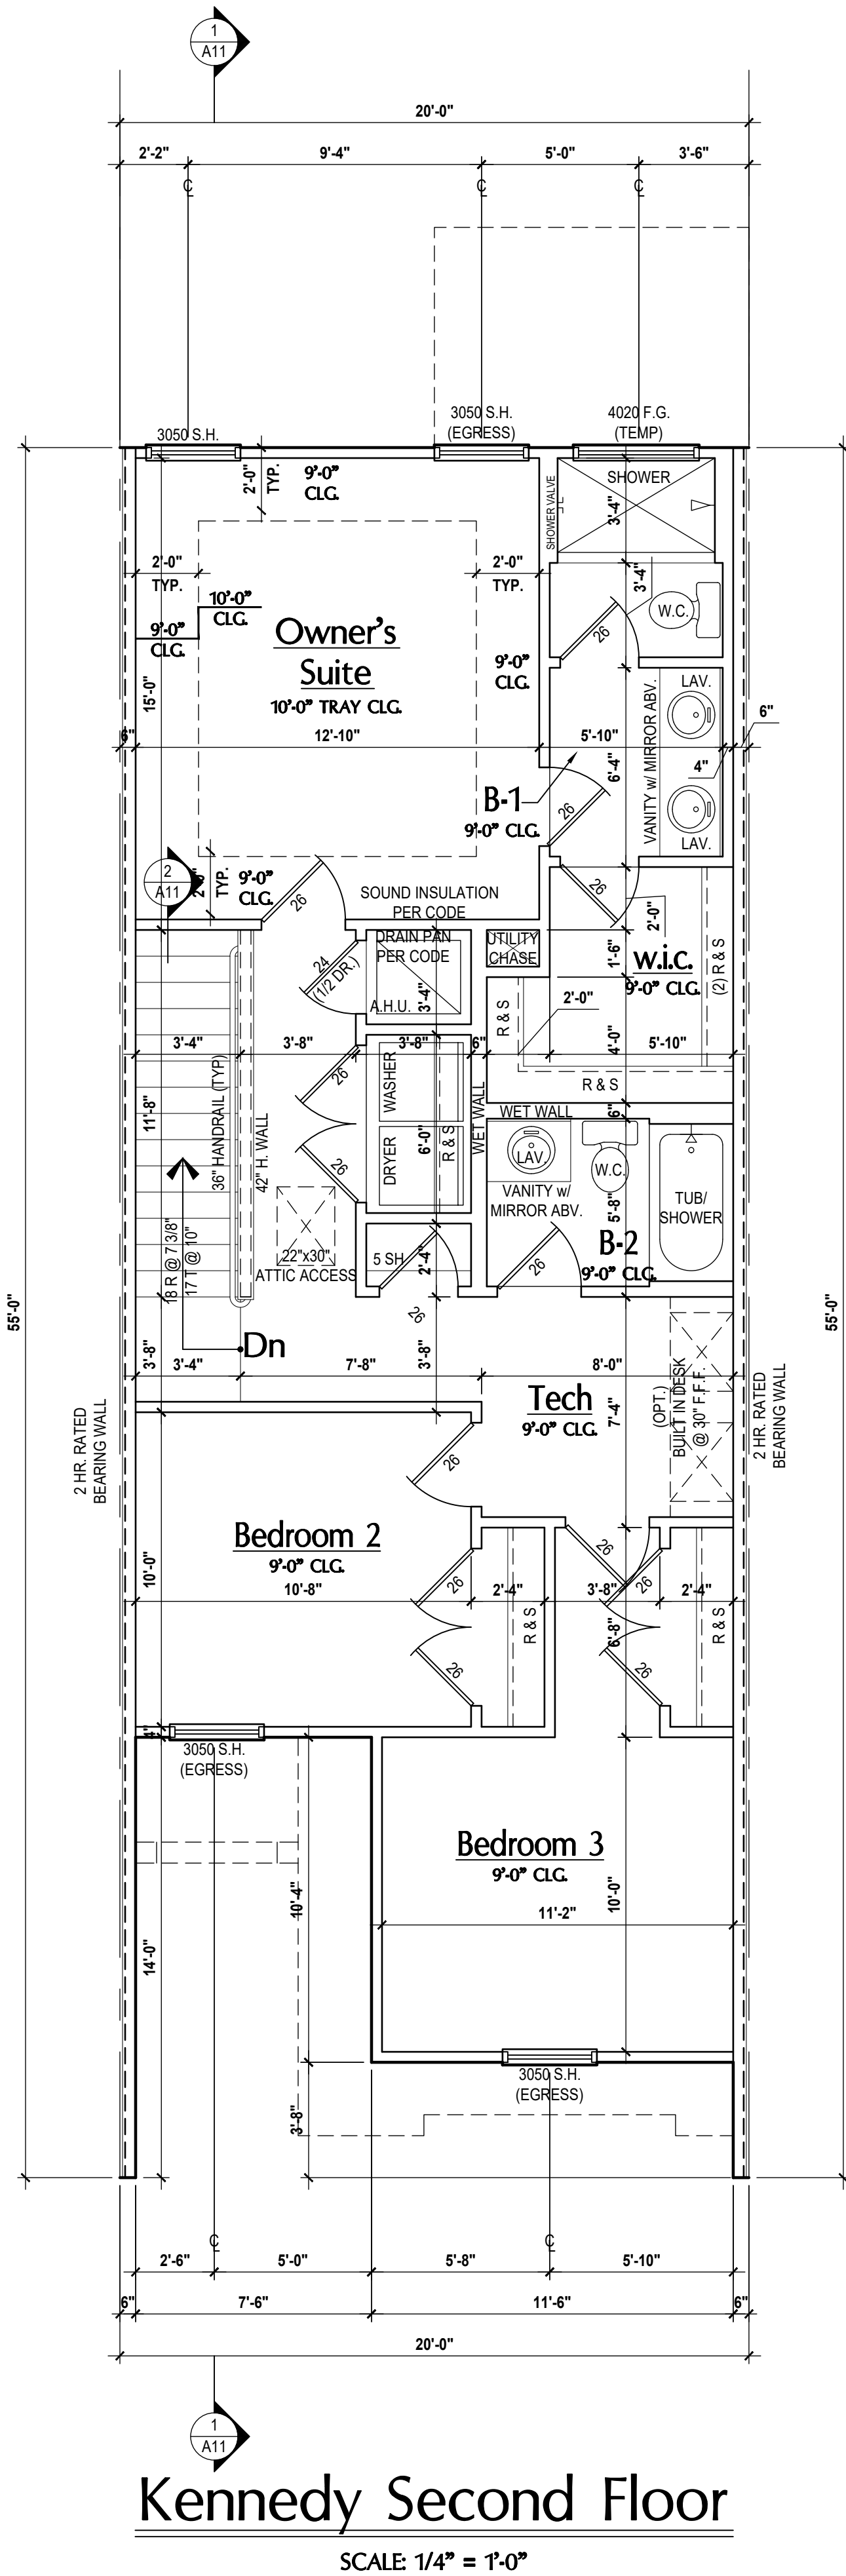 1
A11
20'-0"
2'-2"
9'-4"
5'-0"
3'-6"
℄
℄
℄
3050 S.H.
3050 S.H.
(EGRESS)
4020 F.G.
(TEMP)
2'-0"
TYP.
9'-0"
CLG.
SHOWER VALVE
SHOWER
3'-4"
2'-0"
TYP.
2'-0"
TYP.
3'-4"
W.C.
10'-0"
CLG.
9'-0"
CLG.
Owner's
Suite
10'-0" TRAY CLG.
9'-0"
CLG.
26
15'-0"
LAV.
VANITY w/ MIRROR ABV.
6"
6"
12'-10"
5'-10"
4"
6'-4"
B-1
9'-0" CLG.
26
LAV.
2
A11
2'-0"
TYP.
9'-0"
CLG.
26
SOUND INSULATION
PER CODE
26
2'-0"
DRAIN PAN
PER CODE
UTILITY
CHASE
1'-6"
W.I.C.
9'-0" CLG.
(2) R & S
24
(1/2 DR.)
A.H.U.
3'-4"
R & S
2'-0"
3'-4"
3'-8"
3'-8"
6"
4'-0"
5'-10"
R & S
26
WASHER
36" HANDRAIL (TYP)
42" H. WALL
11'-8"
WET WALL
WET WALL
6"
DRYER
6'-0"
R & S
26
LAV.
W.C.
VANITY w/
MIRROR ABV.
5'-8"
TUB/
SHOWER
18 R @ 7 3/8"
17 T @ 10"
22"x30"
ATTIC ACCESS
5 SH
2'-4"
26
26
B-2
9'-0" CLG.
55'-0"
55'-0"
Dn
3'-8"
3'-4"
7'-8"
3'-8"
8'-0"
Tech
9'-0" CLG.
7'-4"
(OPT.)
BUILT IN DESK
@ 30" F.F.F.
2 HR. RATED
BEARING WALL
2 HR. RATED
BEARING WALL
26
Bedroom 2
9'-0" CLG.
10'-8"
10'-0"
26
26
2'-4"
R & S
26
3'-8"
26
26
2'-4"
6'-8"
R & S
4"
3050 S.H.
(EGRESS)
Bedroom 3
9'-0" CLG.
10'-4"
10'-0"
11'-2"
14'-0"
3050 S.H.
(EGRESS)
3'-8"
℄
℄
2'-6"
5'-0"
5'-8"
5'-10"
6"
7'-6"
11'-6"
6"
20'-0"
1
A11
Kennedy Second Floor
SCALE: 1/4" = 1'-0"